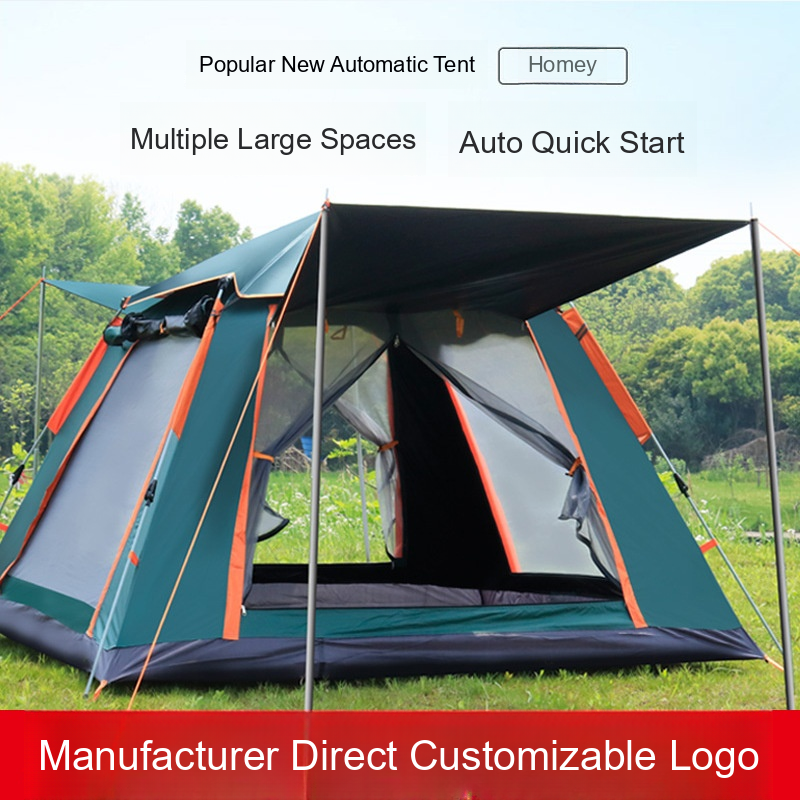 Popular New Automatic Tent
Homey
Multiple Large Spaces
Auto Quick Start
Manufacturer Direct Customizable Logo